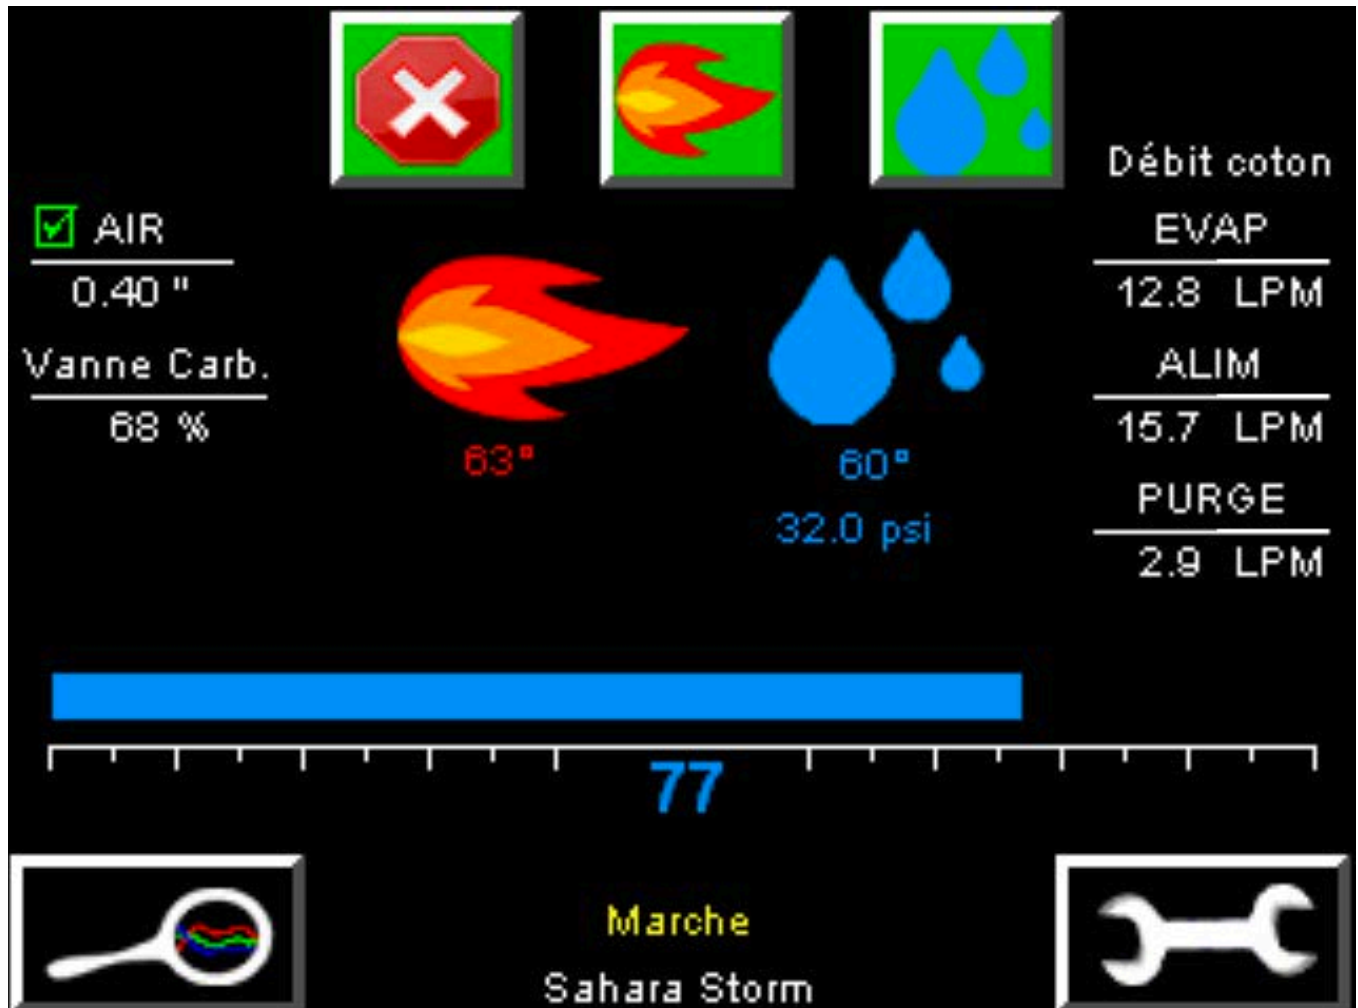 Débit coton
AIR
0.40 "
Vanne Carb.
68 %
63°
60°
32.0 psi
EVAP
12.8 LPM
ALIM
15.7 LPM
PURGE
2.9 LPM
77
Marche
Sahara Storm